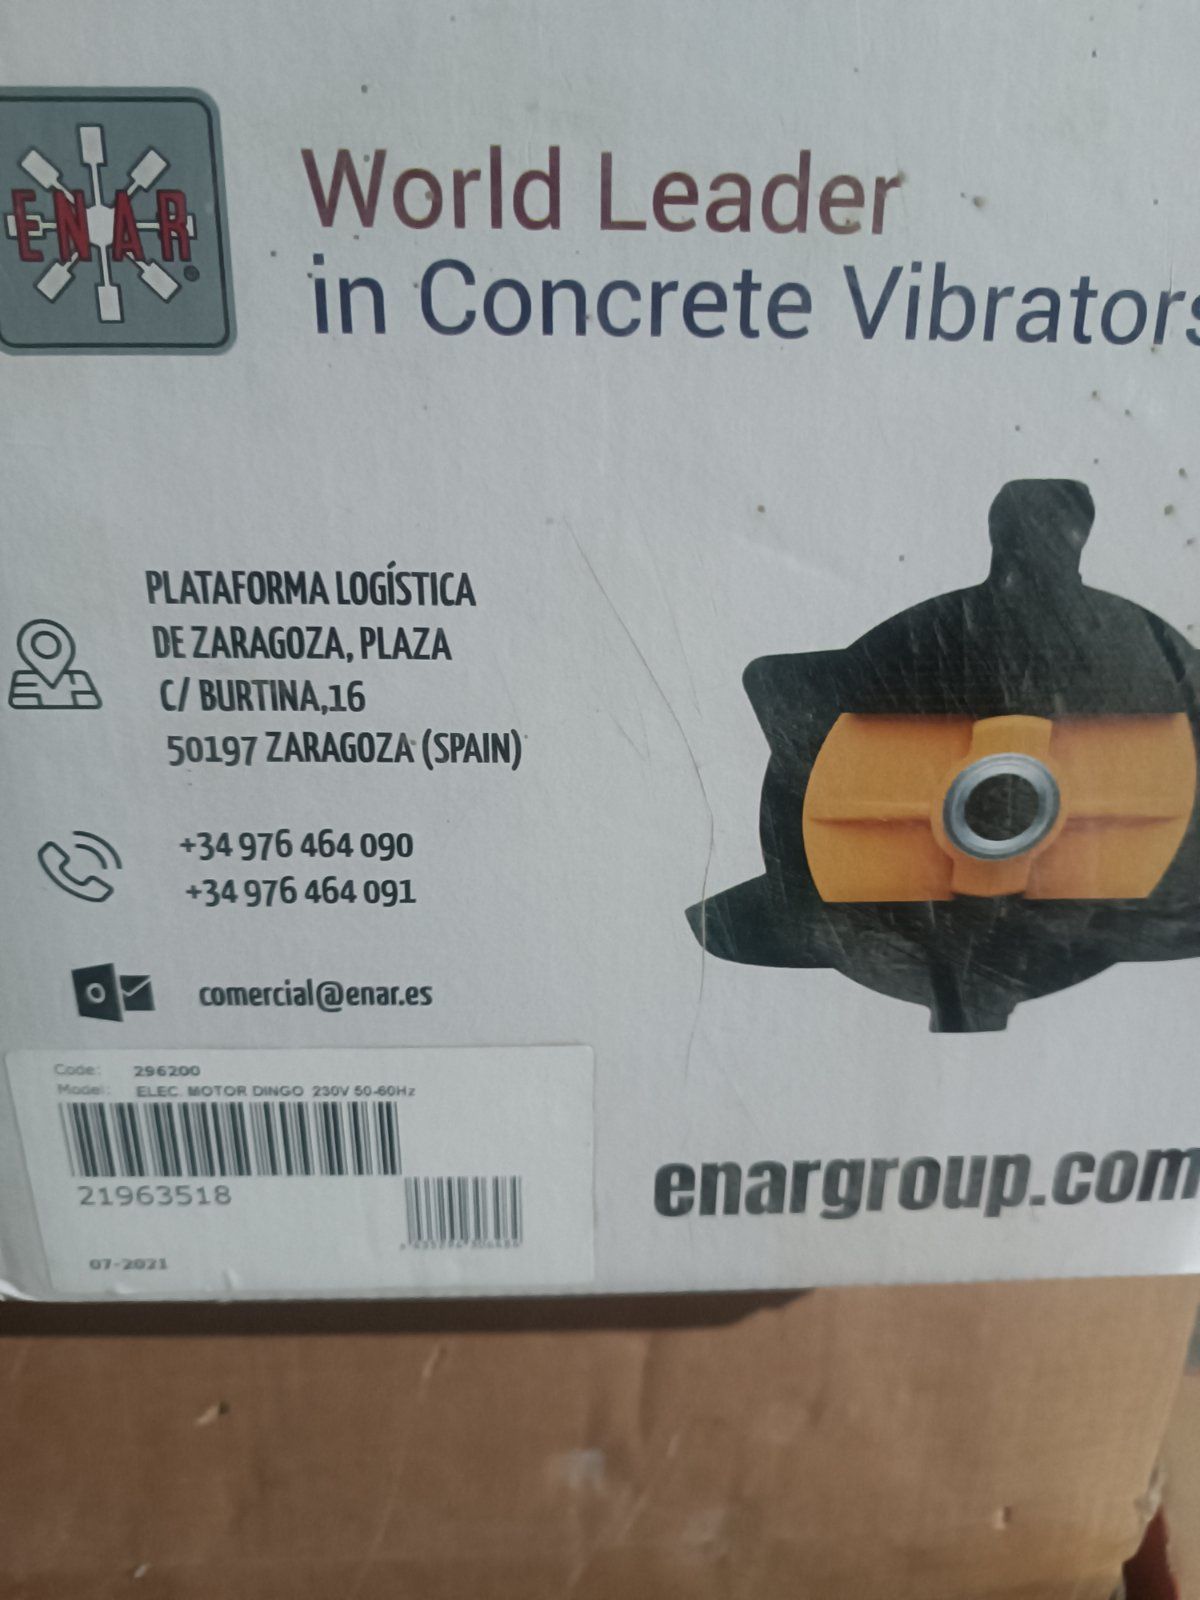 ENAR
World Leader
in Concrete Vibrators
PLATAFORMA LOGÍSTICA
DE ZARAGOZA, PLAZA
C/ BURTINA,16
50197 ZARAGOZA (SPAIN)
+34 976 464 090
+34 976 464 091
comercial@enar.es
Code: 296200
Model: ELEC. MOTOR DINGO 230V 50-60Hz
21963518
07-2021
enargroup.com